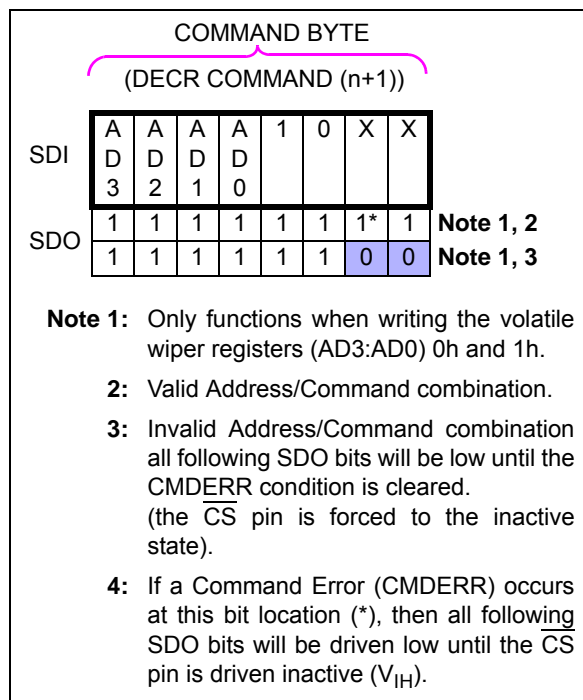 COMMAND BYTE
(DECR COMMAND (n+1))
SDI
A A A A 1 0 X X
D D D D
3 2 1 0
SDO
1 1 1 1 1 1 1* 1 Note 1, 2
1 1 1 1 1 1 0 0 Note 1, 3
Note 1: Only functions when writing the volatile
wiper registers (AD3:AD0) 0h and 1h.
2: Valid Address/Command combination.
3: Invalid Address/Command combination
all following SDO bits will be low until the
CMDERR condition is cleared.
(the CS pin is forced to the inactive
state).
4: If a Command Error (CMDERR) occurs
at this bit location (*), then all following
SDO bits will be driven low until the CS
pin is driven inactive (VIH).